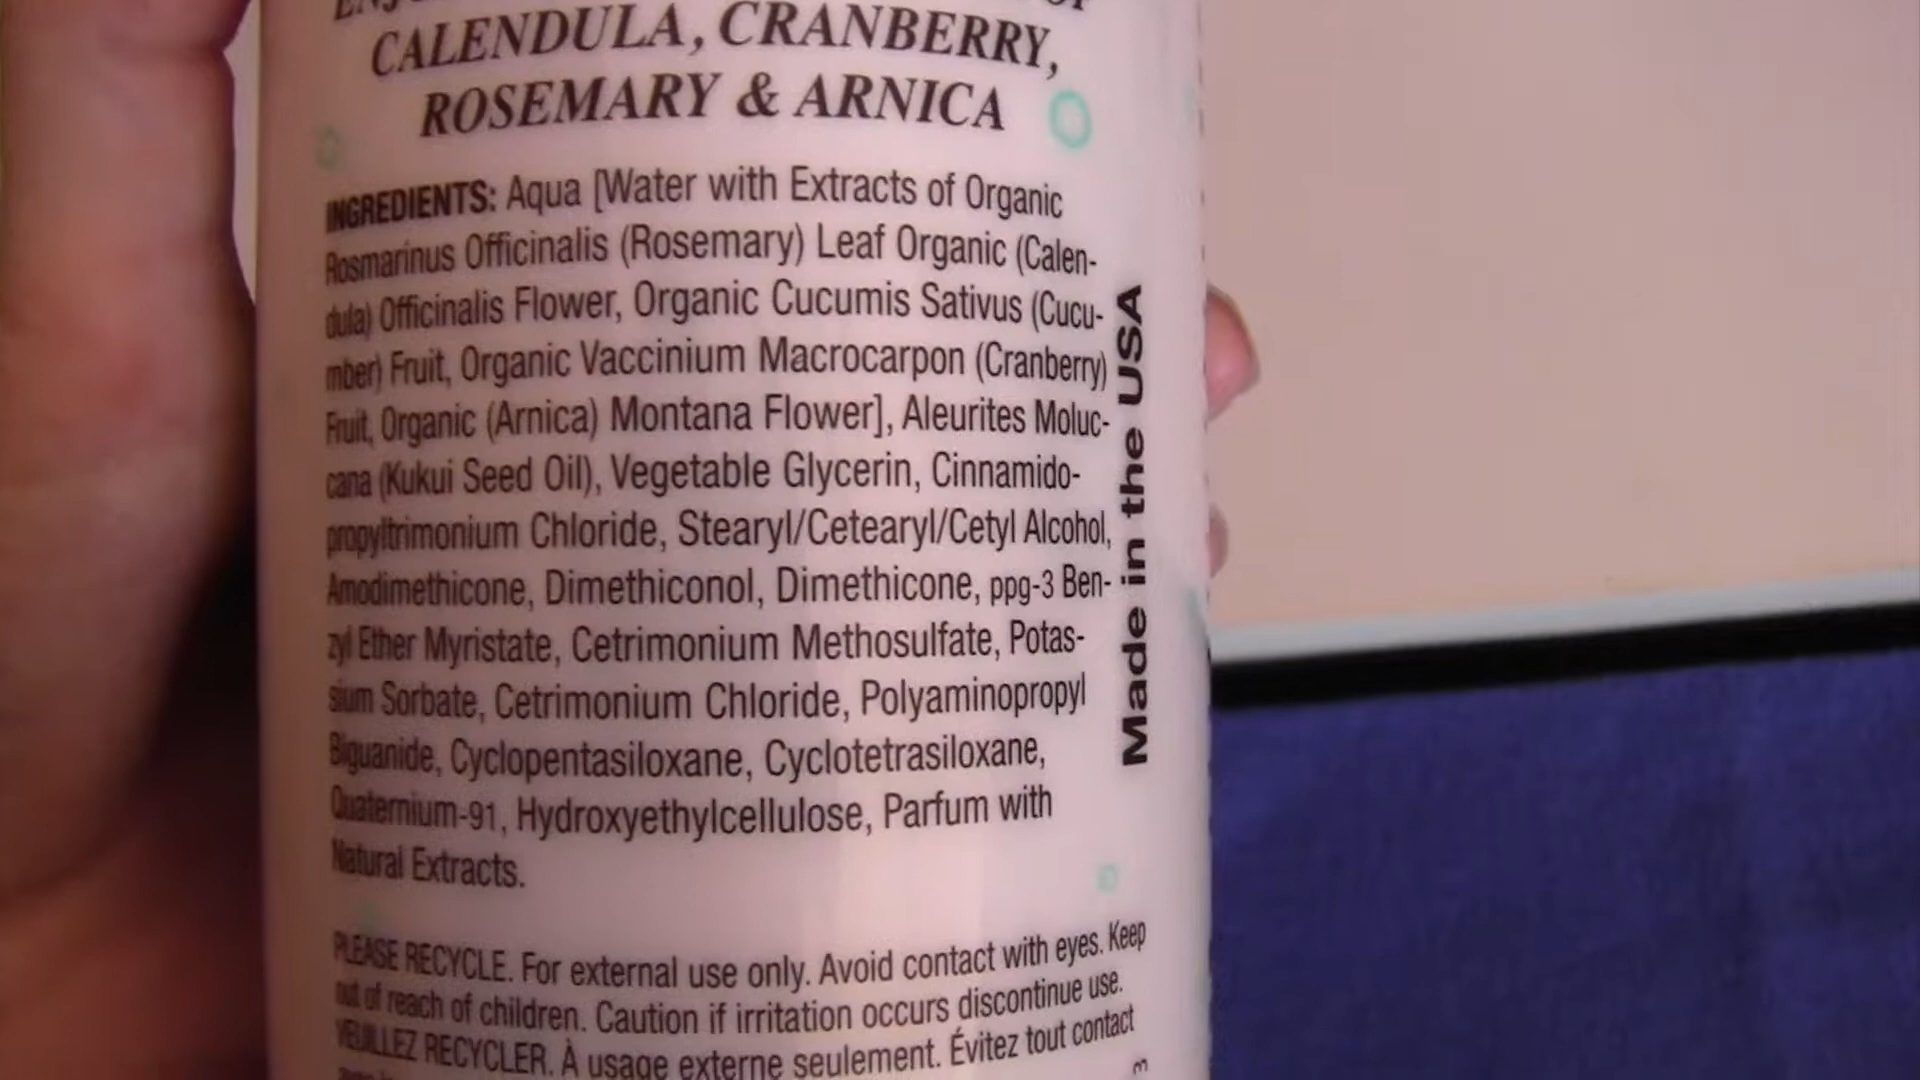 CALENDULA, CRANBERRY,
ROSEMARY & ARNICA
INGREDIENTS: Aqua [Water with Extracts of Organic
Rosmarinus Officinalis (Rosemary) Leaf Organic (Calen-
dula) Officinalis Flower, Organic Cucumis Sativus (Cucu-
mber) Fruit, Organic Vaccinium Macrocarpon (Cranberry)
Fruit, Organic (Arnica) Montana Flower], Aleurites Moluc-
cana (Kukui Seed Oil), Vegetable Glycerin, Cinnamido-
propyltrimonium Chloride, Stearyl/Cetearyl/Cetyl Alcohol,
Amodimethicone, Dimethiconol, Dimethicone, ppg-3 Ben-
zyl Ether Myristate, Cetrimonium Methosulfate, Potas-
sium Sorbate, Cetrimonium Chloride, Polyaminopropyl
Biguanide, Cyclopentasiloxane, Cyclotetrasiloxane,
Quaternium-91, Hydroxyethylcellulose, Parfum with
Natural Extracts.
Made in the USA
PLEASE RECYCLE. For external use only. Avoid contact with eyes. Keep
out of reach of children. Caution if irritation occurs discontinue use.
VEUILLEZ RECYCLER. À usage externe seulement. Évitez tout contact